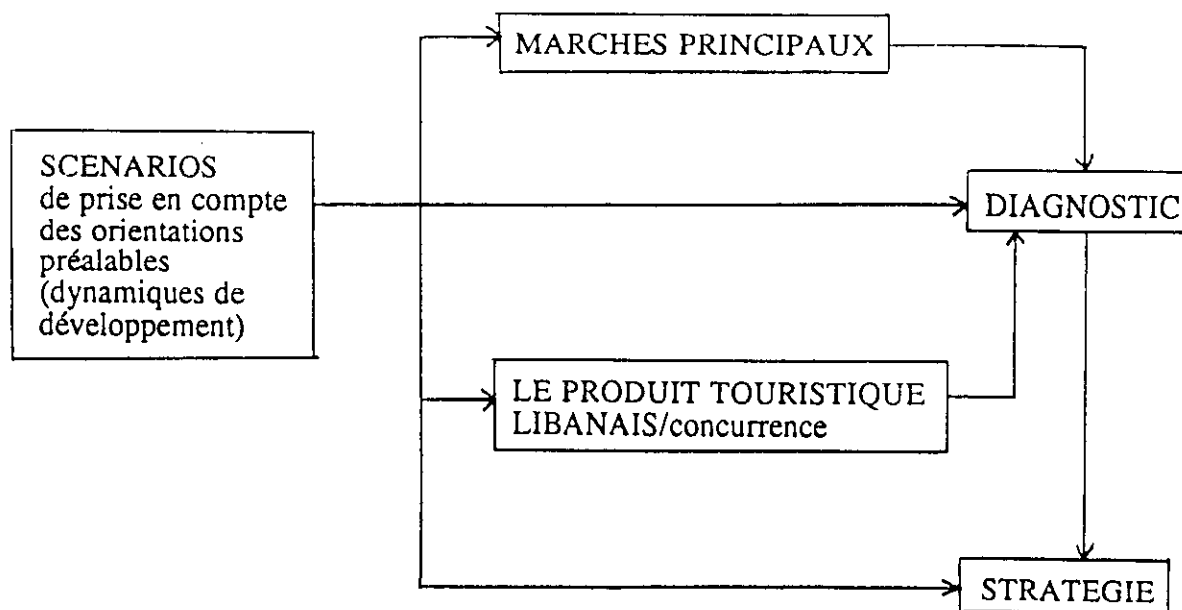 MARCHES PRINCIPAUX
SCENARIOS
de prise en compte
des orientations
préalables
(dynamiques de
développement)
DIAGNOSTIC
LE PRODUIT TOURISTIQUE
LIBANAIS/concurrence
STRATEGIE